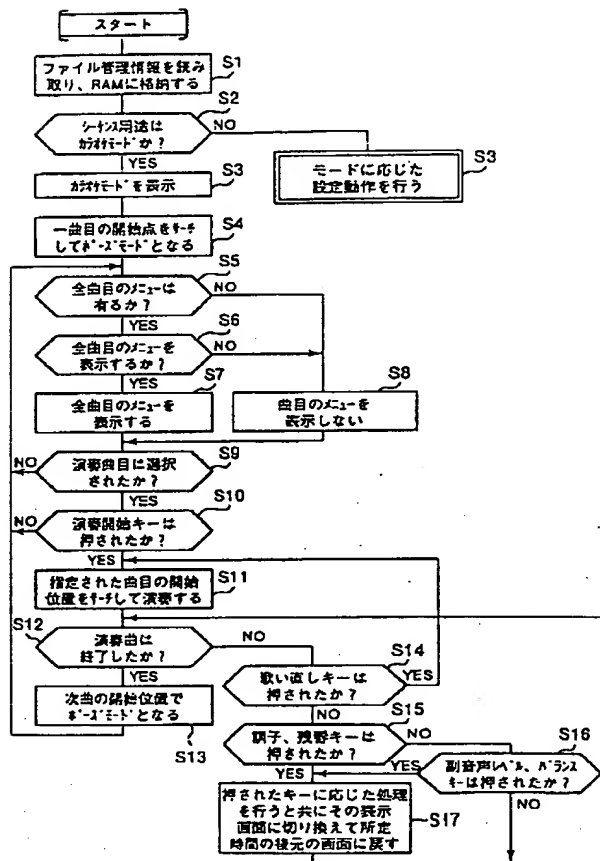 スタート
ファイル管理情報を読み
取り、RAMに格納する
S1
S2
シーケンス用途は
カラオケモードか?
NO
YES
S3
カラオケモードを表示
モードに応じた
設定動作を行う
S3
一曲目の開始点をサーチ
してポーズモードとなる
S4
S5
全曲目のメニューは
有るか?
NO
YES
S6
全曲目のメニューを
表示するか?
NO
YES
S7
全曲目のメニューを
表示する
S8
曲目のメニューを
表示しない
S9
演奏曲目は選択
されたか?
NO
YES
S10
演奏開始キーは
押されたか?
NO
YES
S11
指定された曲目の開始
位置をサーチして演奏する
S12
演奏曲は
終了したか?
NO
YES
次曲の開始位置で
ポーズモードとなる
S13
S14
歌い直しキーは
押されたか?
YES
NO
S15
調子、残響キーは
押されたか?
NO
YES
S16
副音声レベル、バランス
キーは押されたか?
YES
NO
押されたキーに応じた処理
を行うと共にその表示
画面に切り換えて所定
時間の後元の画面に戻す
S17